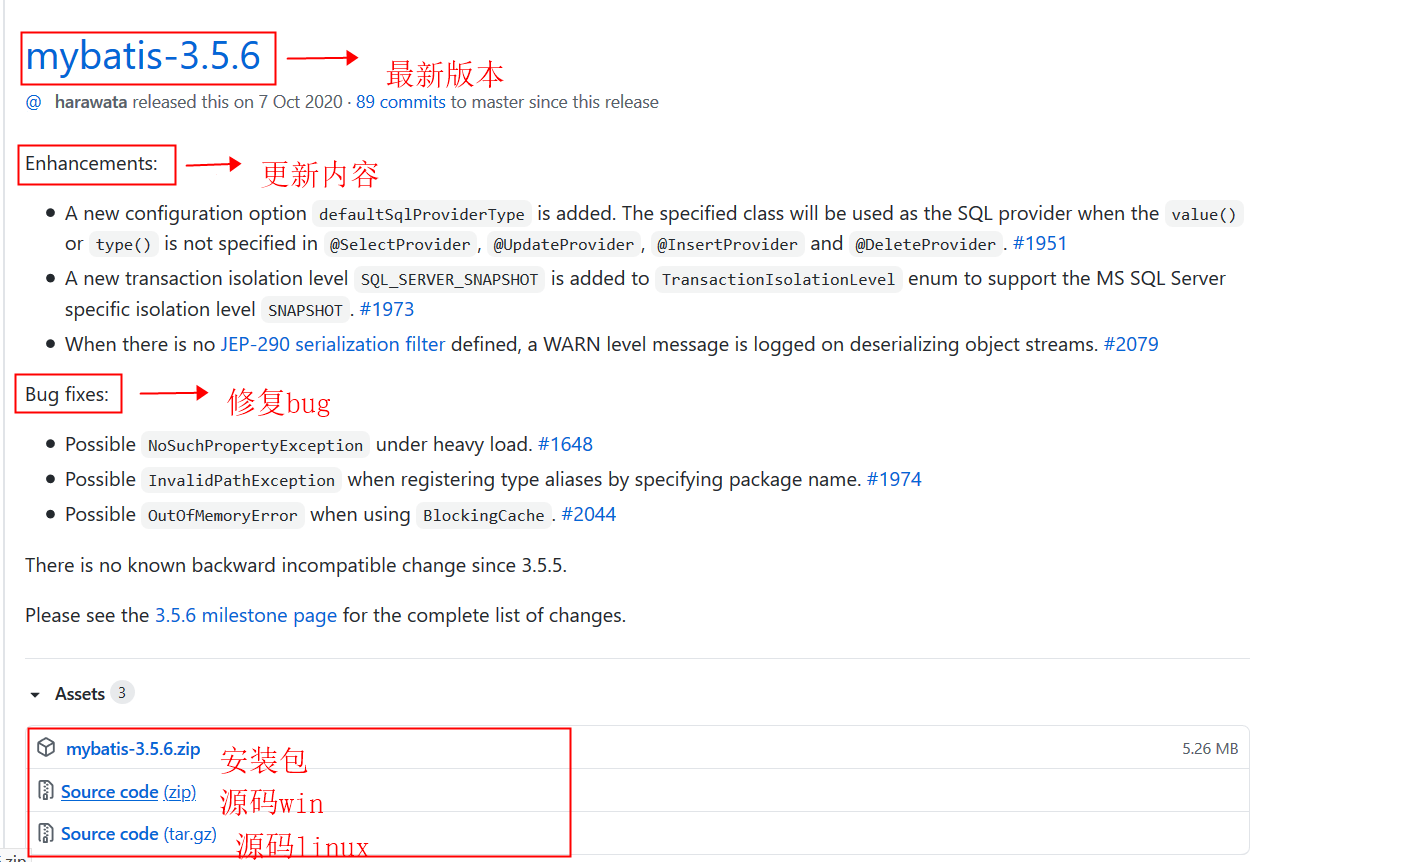 mybatis-3.5.6
最新版本
@ harawata released this on 7 Oct 2020 · 89 commits to master since this release
Enhancements:
更新内容
• A new configuration option defaultSqlProviderType is added. The specified class will be used as the SQL provider when the value()
or type() is not specified in @SelectProvider, @UpdateProvider, @InsertProvider and @DeleteProvider. #1951
• A new transaction isolation level SQL_SERVER_SNAPSHOT is added to TransactionIsolationLevel enum to support the MS SQL Server
specific isolation level SNAPSHOT. #1973
• When there is no JEP-290 serialization filter defined, a WARN level message is logged on deserializing object streams. #2079
Bug fixes:
修复bug
• Possible NoSuchPropertyException under heavy load. #1648
• Possible InvalidPathException when registering type aliases by specifying package name. #1974
• Possible OutOfMemoryError when using BlockingCache. #2044
There is no known backward incompatible change since 3.5.5.
Please see the 3.5.6 milestone page for the complete list of changes.
Assets 3
mybatis-3.5.6.zip 安装包 5.26 MB
Source code (zip) 源码win
Source code (tar.gz) 源码linux